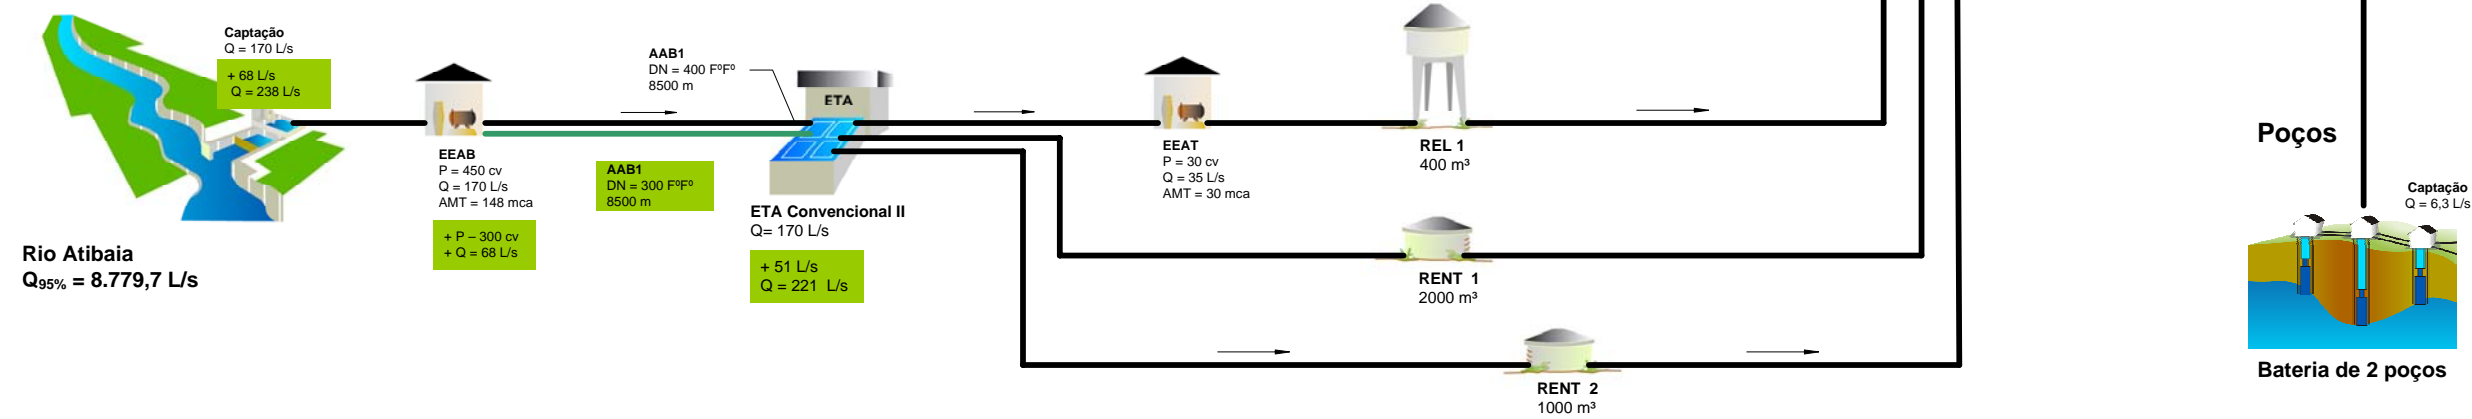 Captação
Q = 170 L/s
+ 68 L/s
Q = 238 L/s
Rio Atibaia
Q95% = 8.779,7 L/s
EEAB
P = 450 cv
Q = 170 L/s
AMT = 148 mca
+ P – 300 cv
+ Q = 68 L/s
AAB1
DN = 400 FºFº
8500 m
AAB1
DN = 300 FºFº
8500 m
ETA
ETA Convencional II
Q= 170 L/s
+ 51 L/s
Q = 221 L/s
EEAT
P = 30 cv
Q = 35 L/s
AMT = 30 mca
REL 1
400 m³
RENT 1
2000 m³
RENT 2
1000 m³
Poços
Captação
Q = 6,3 L/s
Bateria de 2 poços